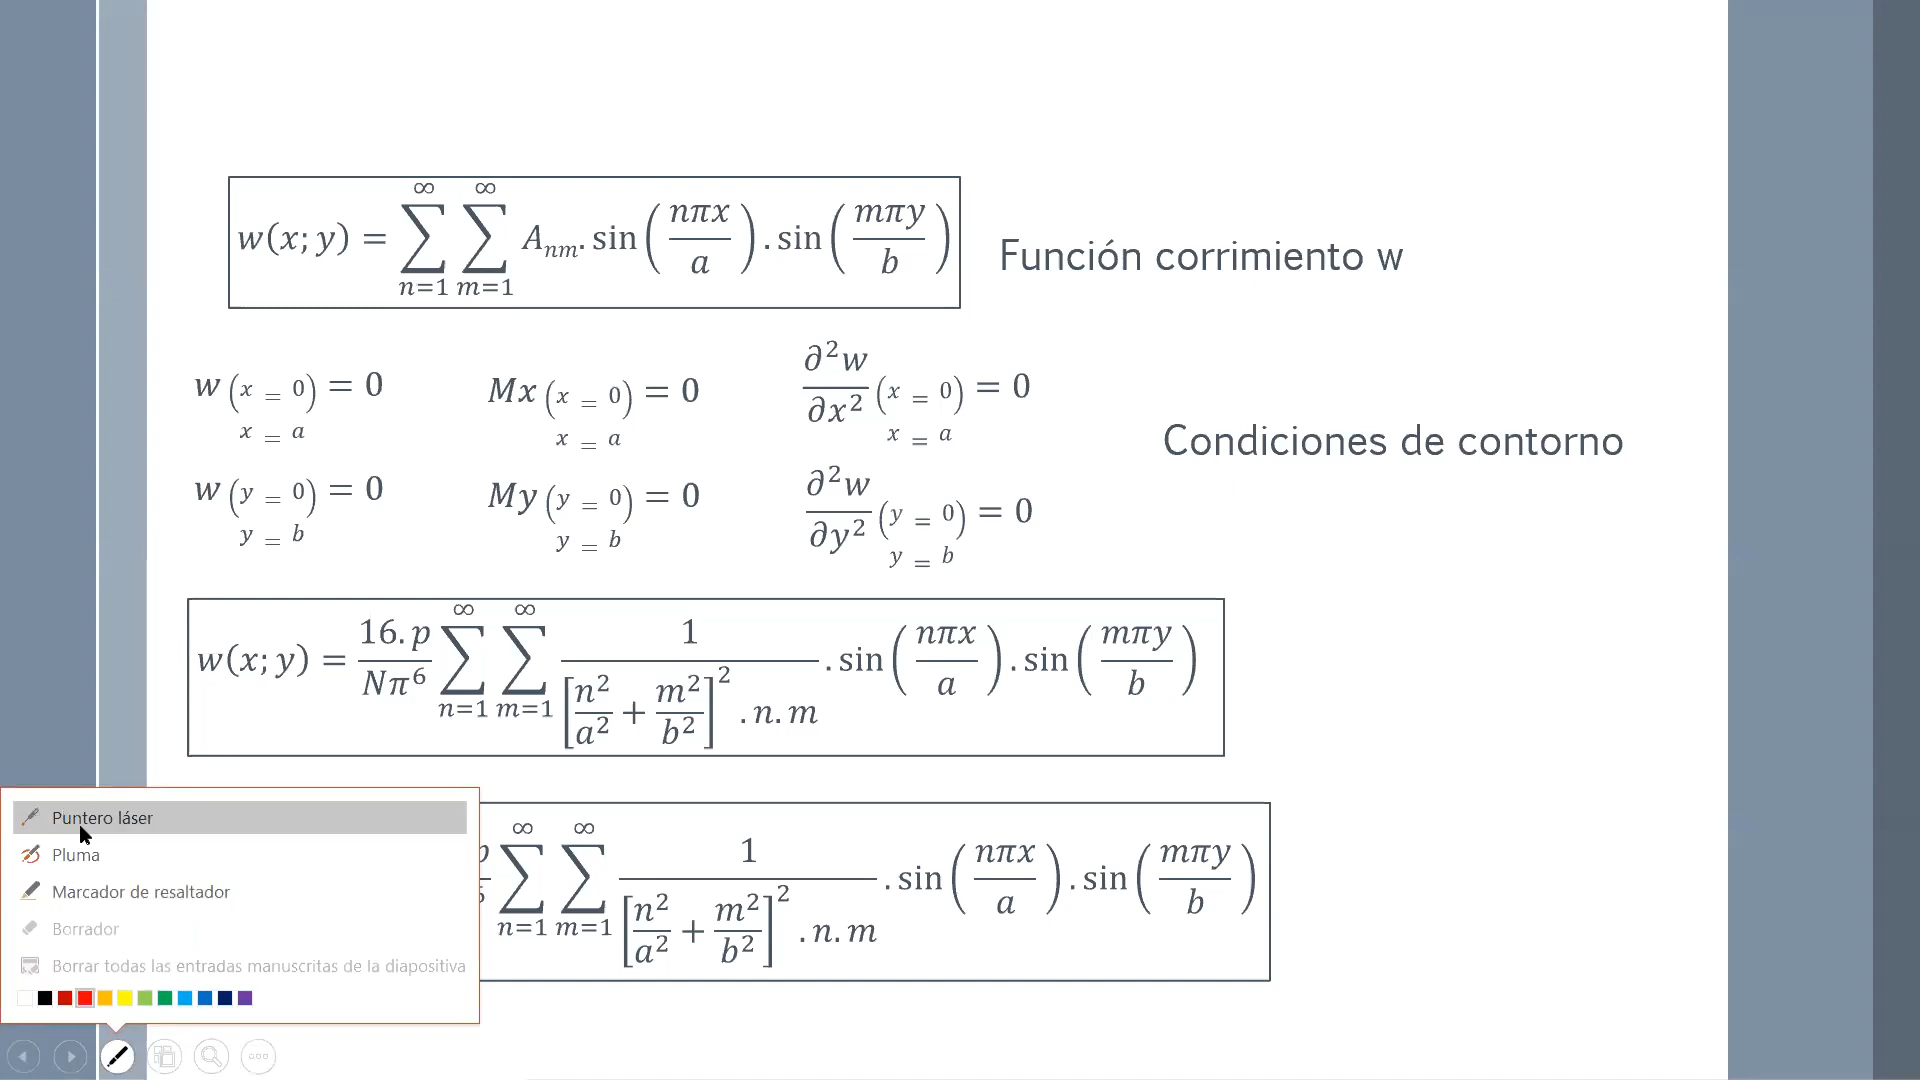 w(x;y) = ∑_{n=1}^{∞} ∑_{m=1}^{∞} A_{nm}. sin(nπx/a) . sin(mπy/b)
Función corrimiento w
w (x = 0) = 0   Mx (x = 0) = 0   ∂²w/∂x² (x = 0) = 0
x = a   x = a   x = a
Condiciones de contorno
w (y = 0) = 0   My (y = 0) = 0   ∂²w/∂y² (y = 0) = 0
y = b   y = b   y = b
w(x;y) = 16.p/Nπ⁶ ∑_{n=1}^{∞} ∑_{m=1}^{∞} 1/([n²/a² + m²/b²]² .n.m) . sin(nπx/a) . sin(mπy/b)
∑_{n=1}^{∞} ∑_{m=1}^{∞} 1/([n²/a² + m²/b²]² .n.m) . sin(nπx/a) . sin(mπy/b)
Puntero láser
Pluma
Marcador de resaltador
Borrador
Borrar todas las entradas manuscritas de la diapositiva